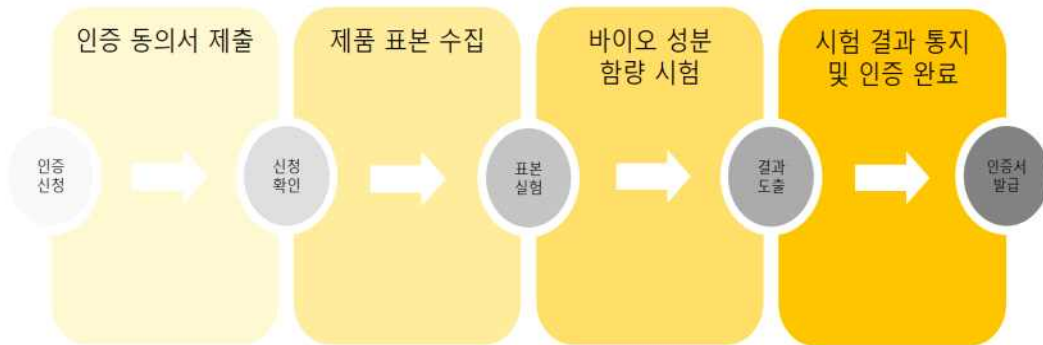 인증 동의서 제출
제품 표본 수집
바이오 성분
함량 시험
시험 결과 통지
및 인증 완료
인증
신청
신청
확인
표본
실험
결과
도출
인증서
발급